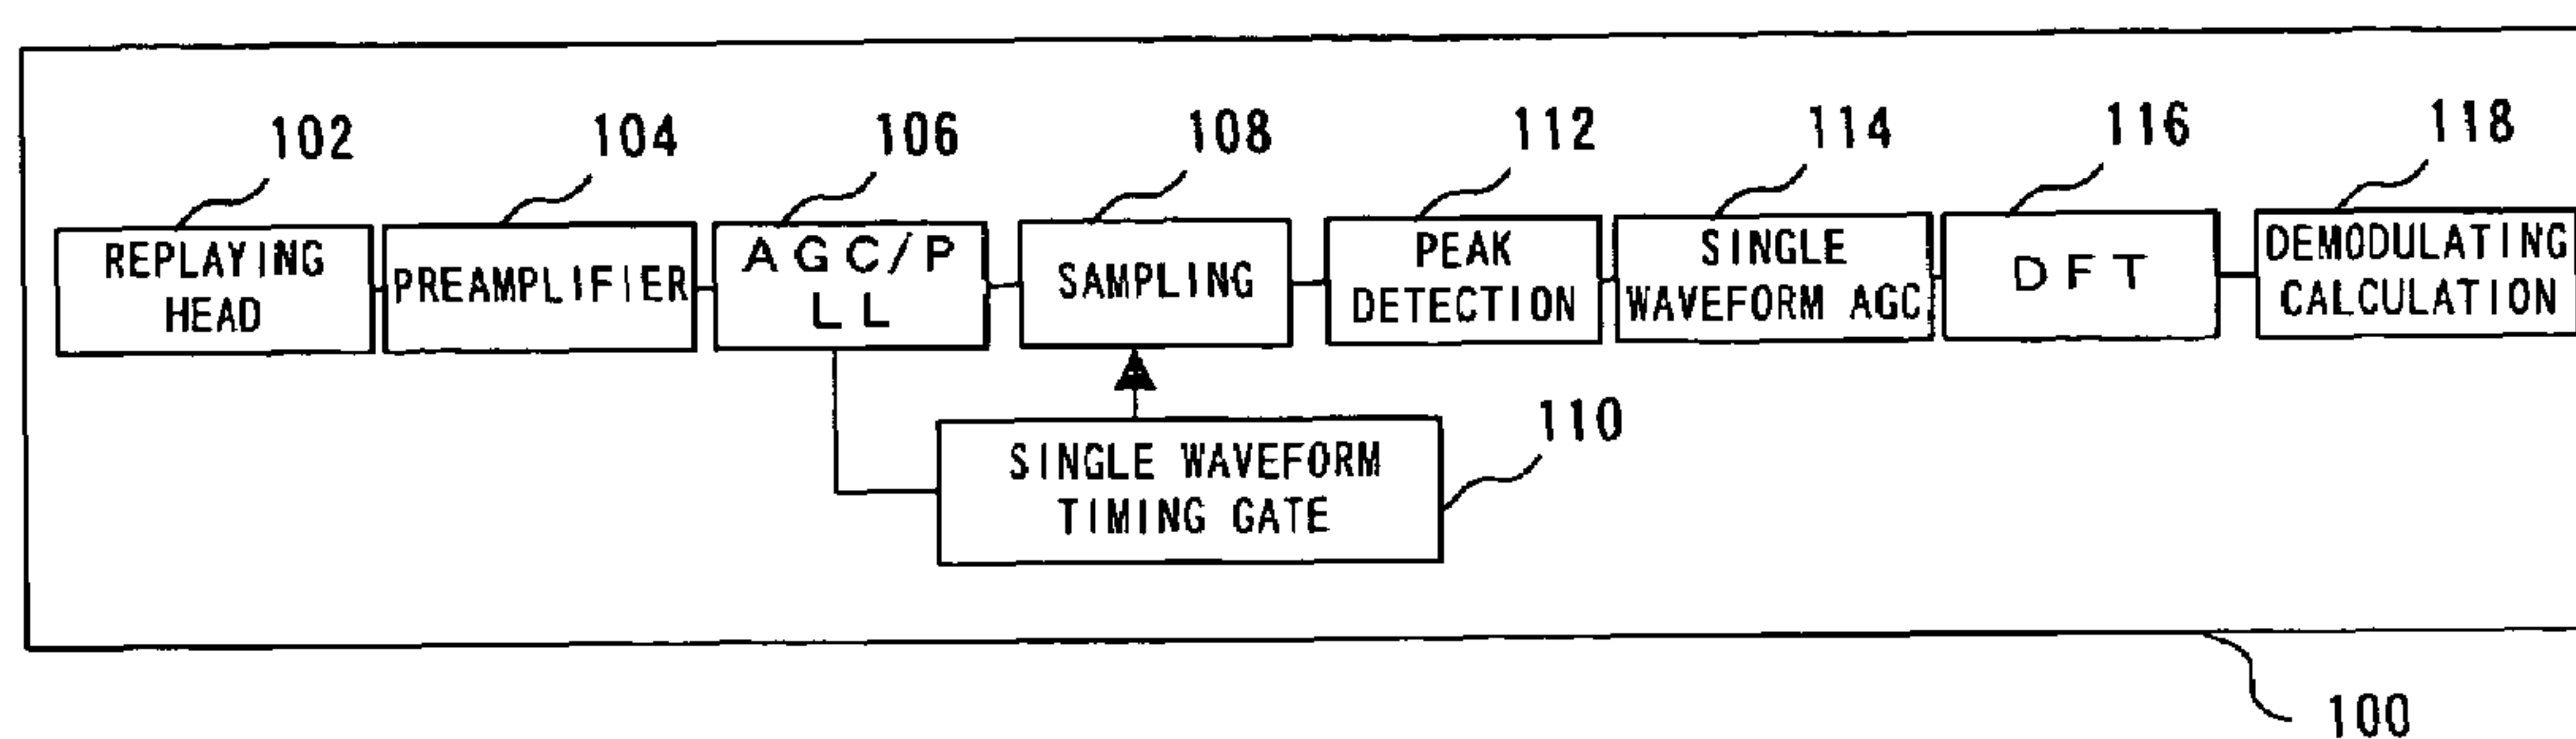 102
104
106
108
112
114
116
118
REPLAYING
HEAD
PREAMPLIFIER
AGC/P
LL
SAMPLING
PEAK
DETECTION
SINGLE
WAVEFORM AGC
DFT
DEMODULATING
CALCULATION
110
SINGLE WAVEFORM
TIMING GATE
100